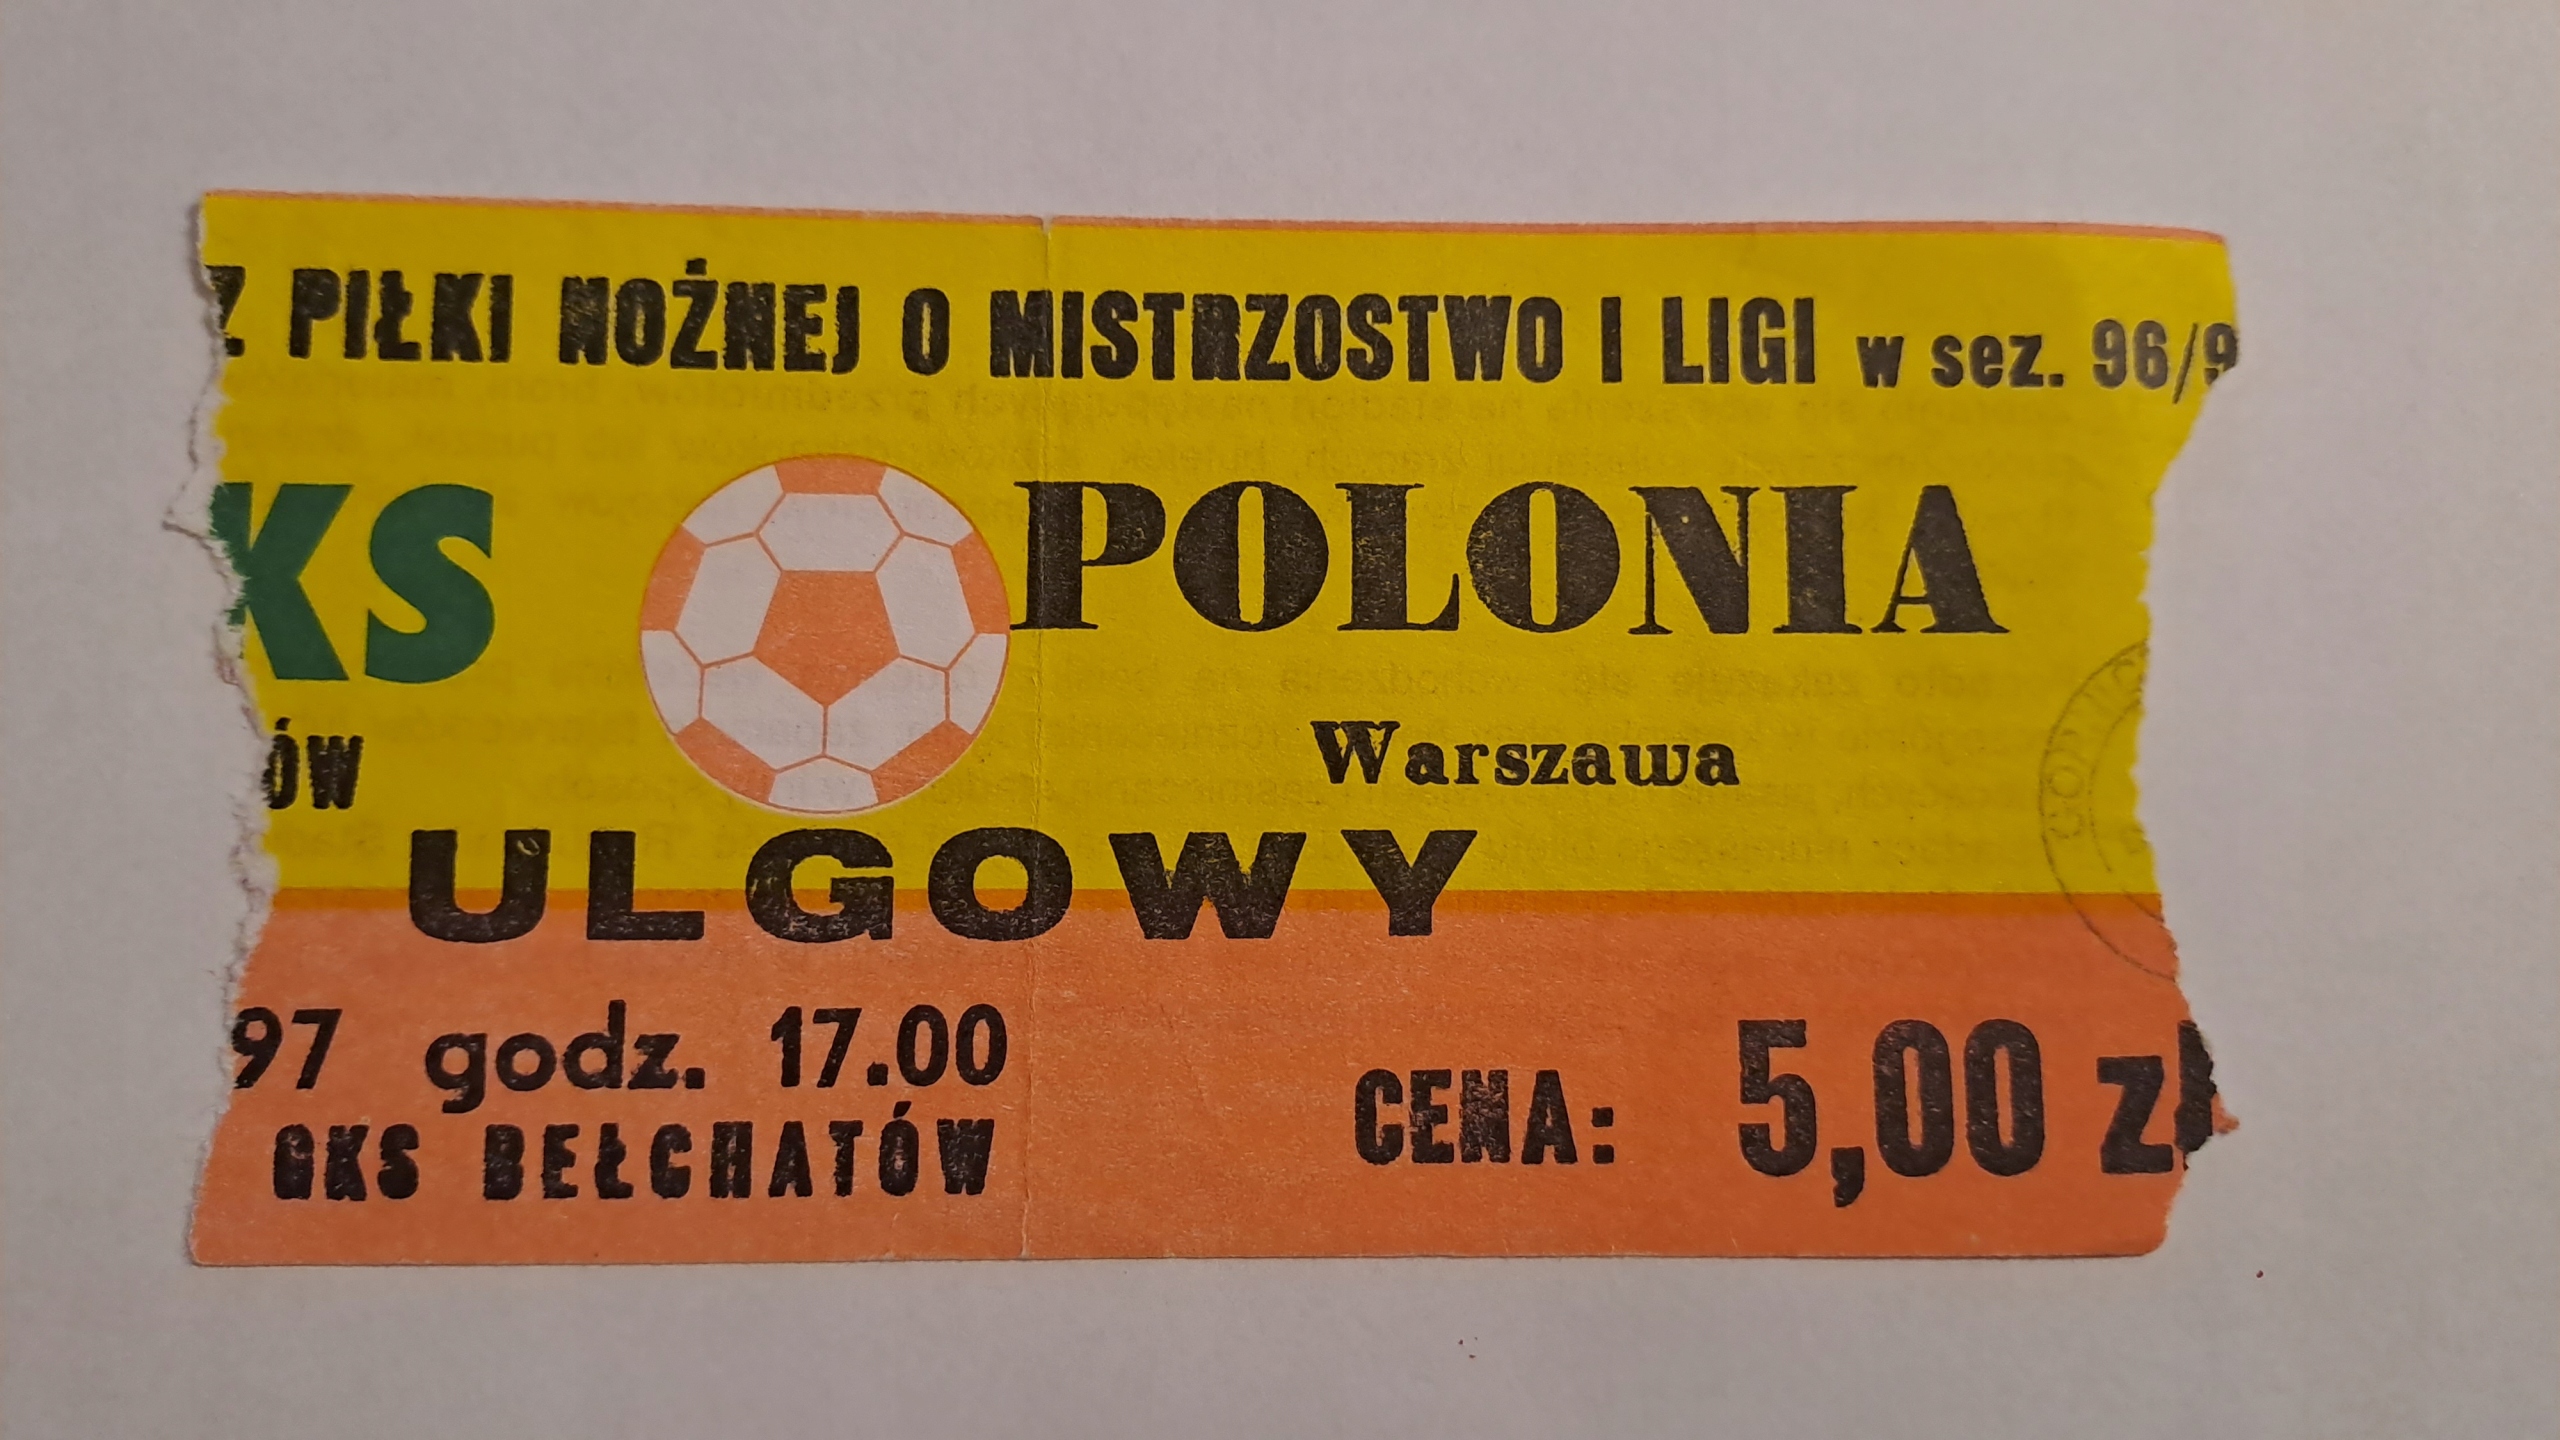 Z PIŁKI NOŻNEJ O MISTRZOSTWO I LIGI w sez. 96/9
KS POLONIA
ÓW Warszawa
ULGOWY
97 godz. 17.00
GKS BEŁCHATÓW
CENA: 5,00 zł